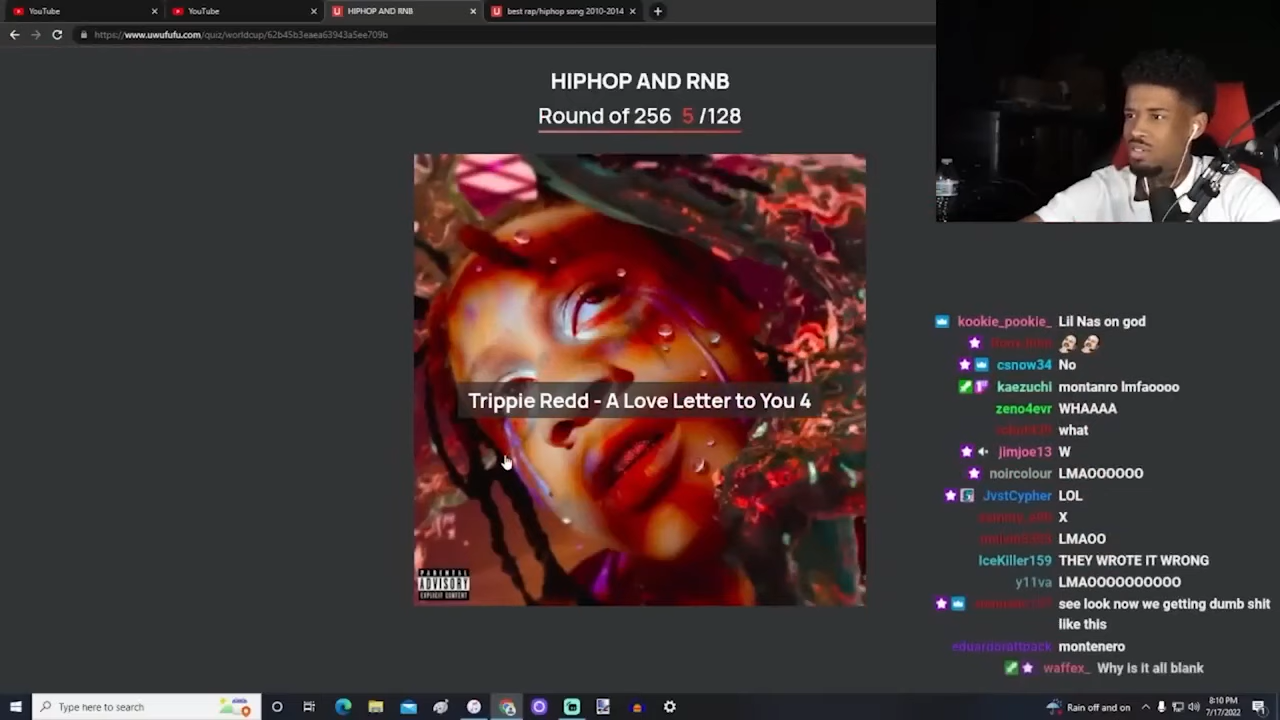 YouTube
YouTube
HIPHOP AND RNB
best rap/hiphop song 2010-2014
https://www.uwufufu.com/quiz/worldcup/62b45b3eaea63943a5ee709b
HIPHOP AND RNB
Round of 256 5 /128
Trippie Redd - A Love Letter to You 4
PARENTAL
ADVISORY
EXPLICIT CONTENT
kookie_pookie_ Lil Nas on god
csnow34 No
kaezuchI montanro lmfaoooo
zeno4evr WHAAAA
what
jimjoe13 W
noircolour LMAOOOOOO
JvstCypher LOL
X
LMAOO
IceKiller159 THEY WROTE IT WRONG
y11va LMAOOOOOOOOOO
see look now we getting dumb shit
like this
montenero
waffex_ Why is it all blank
Type here to search
Rain off and on
8:10 PM
7/17/2022